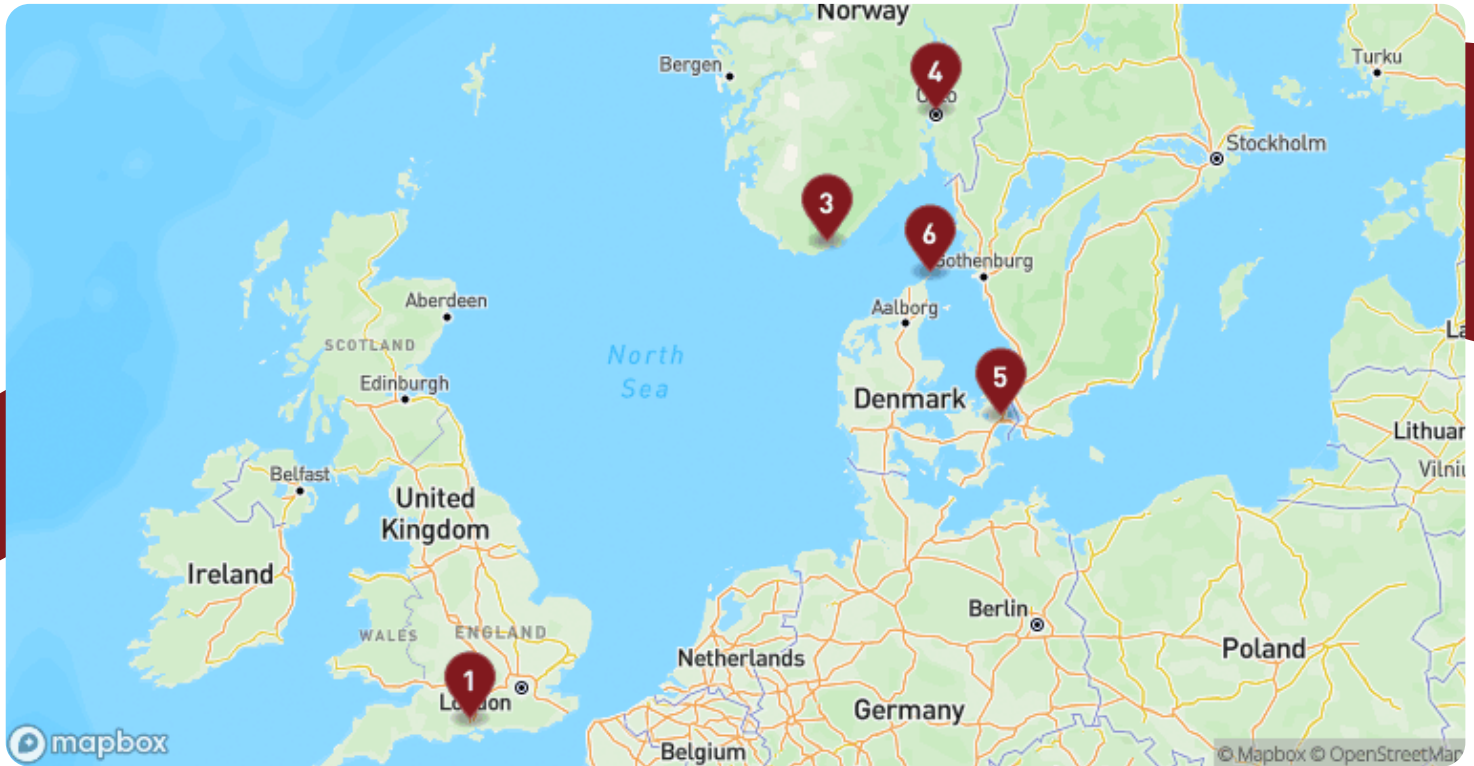 Norway
Bergen
4
Turku
Stockholm
3
6
Gothenburg
Aberdeen
Aalborg
SCOTLAND
North
Sea
Edinburgh
5
Denmark
Lithuan
Belfast
Vilniu
United
Kingdom
Ireland
Berlin
WALES
ENGLAND
Netherlands
Poland
1
London
Germany
mapbox
Belgium
© Mapbox © OpenStreetMap